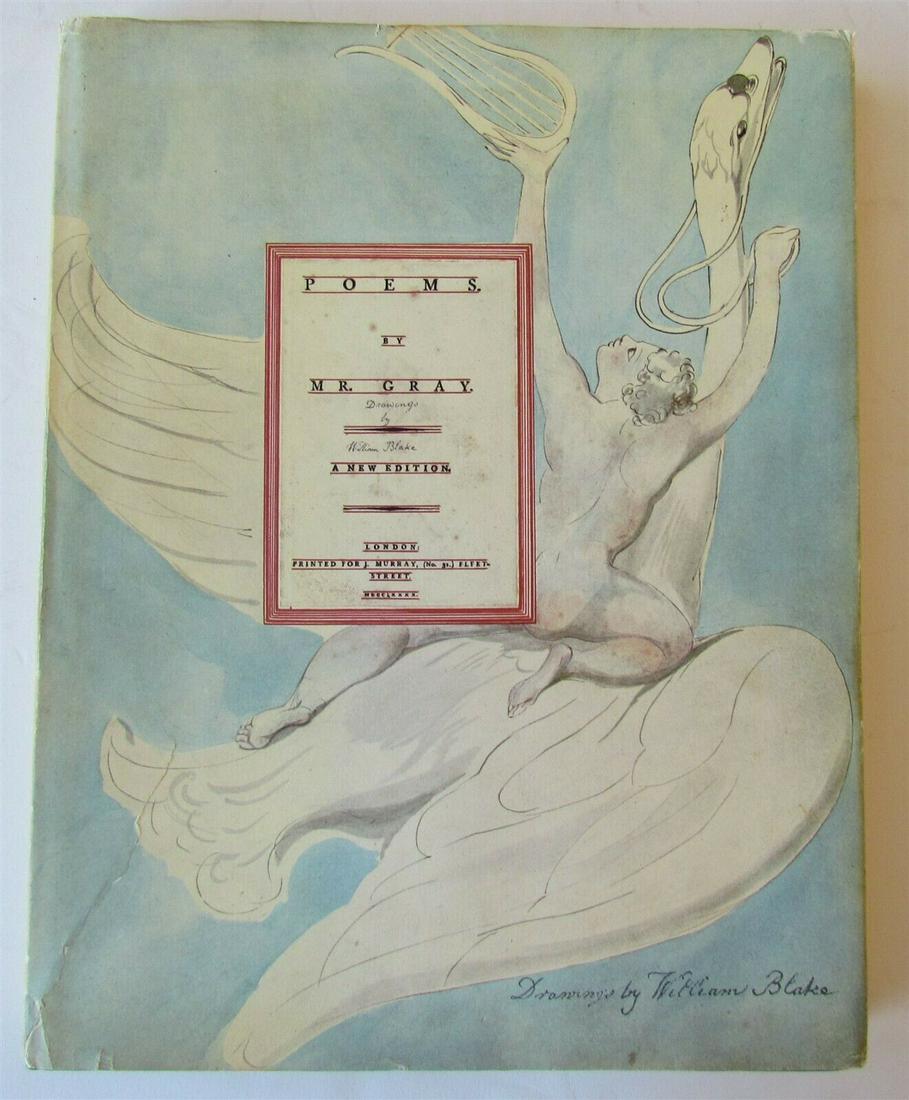 POEMS.
BY
MR. GRAY.
Drawings
by
William Blake
A NEW EDITION.
LONDON:
PRINTED FOR J. MURRAY, (No. 32.) FLEET-
STREET.
MDCCLXXXX.
Drawings by William Blake